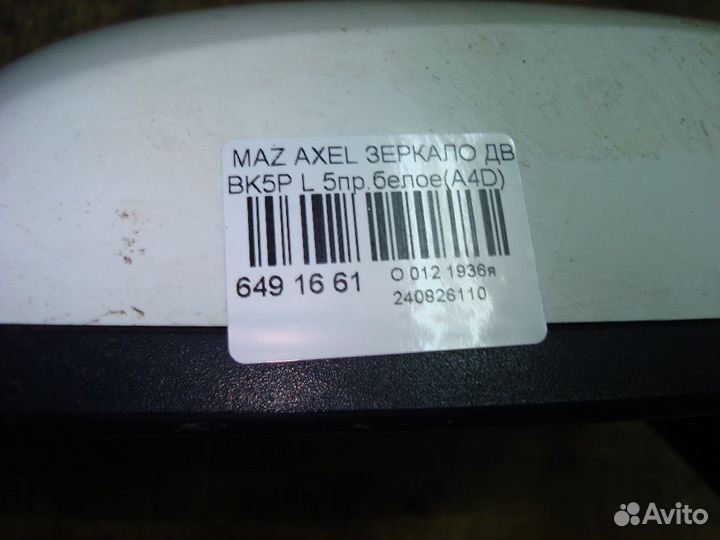 MAZ AXEL ЗЕРКАЛО ДВ
BK5P L 5пр.белое(A4D)
649 16 61
О 012 1936я
240826110
Avito